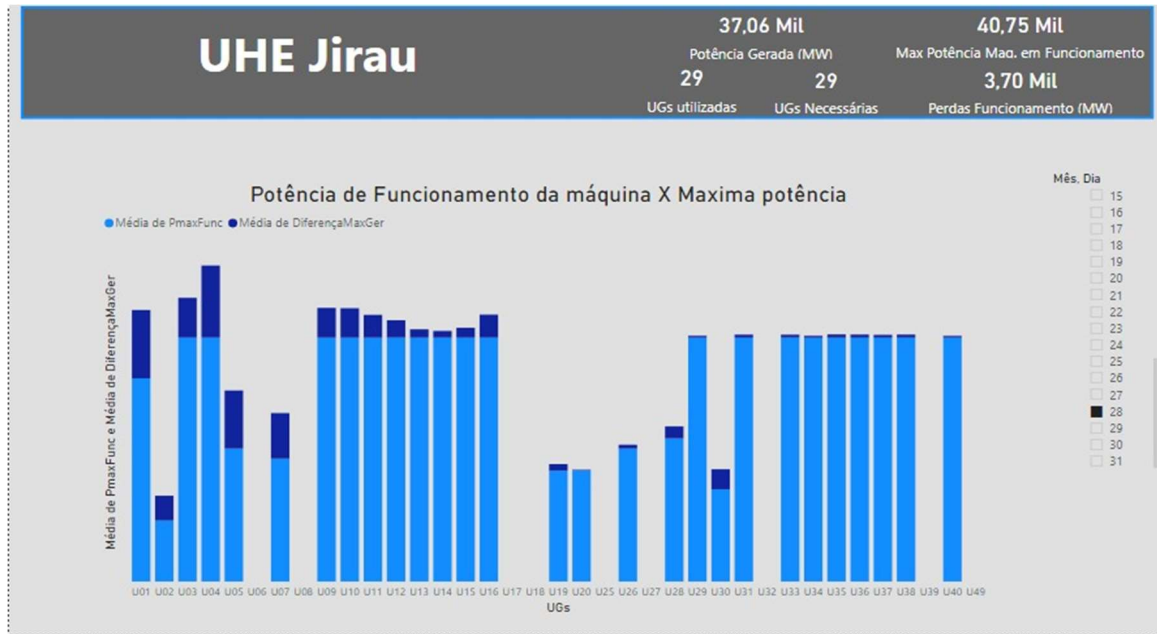 UHE Jirau
37,06 Mil
Potência Gerada (MW)
40,75 Mil
Max Potência Maq. em Funcionamento
29
UGs utilizadas
29
UGs Necessárias
3,70 Mil
Perdas Funcionamento (MW)
Potência de Funcionamento da máquina X Maxima potência
Média de PmaxFunc Média de DiferençaMaxGer
Média de PmaxFunc e Média de DiferençaMaxGer
U01 U02 U03 U04 U05 U06 U07 U08 U09 U10 U11 U12 U13 U14 U15 U16 U17 U18 U19 U20 U25 U26 U27 U28 U29 U30 U31 U32 U33 U34 U35 U36 U37 U38 U39 U40 U49
UGs
Mês, Dia
15
16
17
18
19
20
21
22
23
24
25
26
27
28
29
30
31